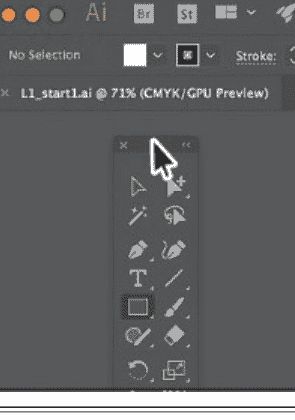 Ai Br St
No Selection Stroke:
× L1_start1.ai @ 71% (CMYK/GPU Preview)